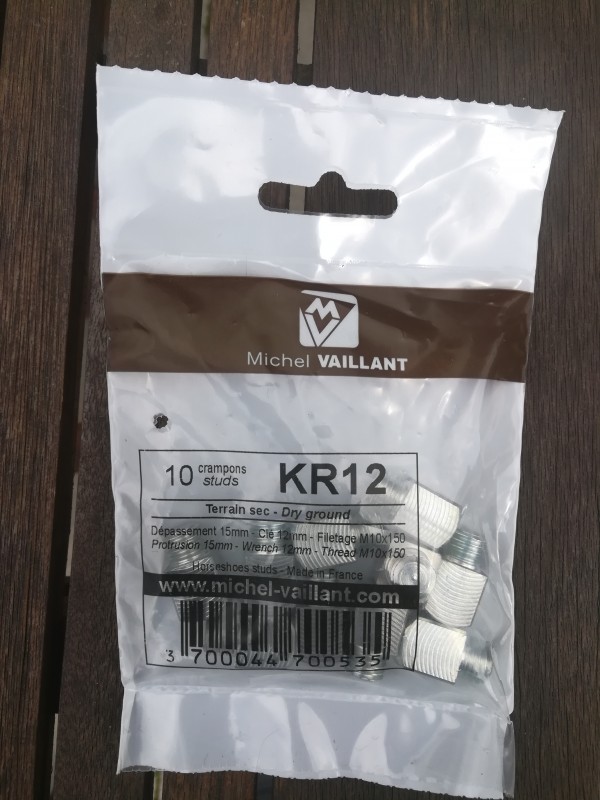 MV
Michel VAILLANT
10 crampons studs KR12
Terrain sec - Dry ground
Dépassement 15mm - Clé 12mm - Filetage M10x150
Protrusion 15mm - Wrench 12mm - Thread M10x150
Horseshoes studs - Made in France
www.michel-vaillant.com
3 700044 700535